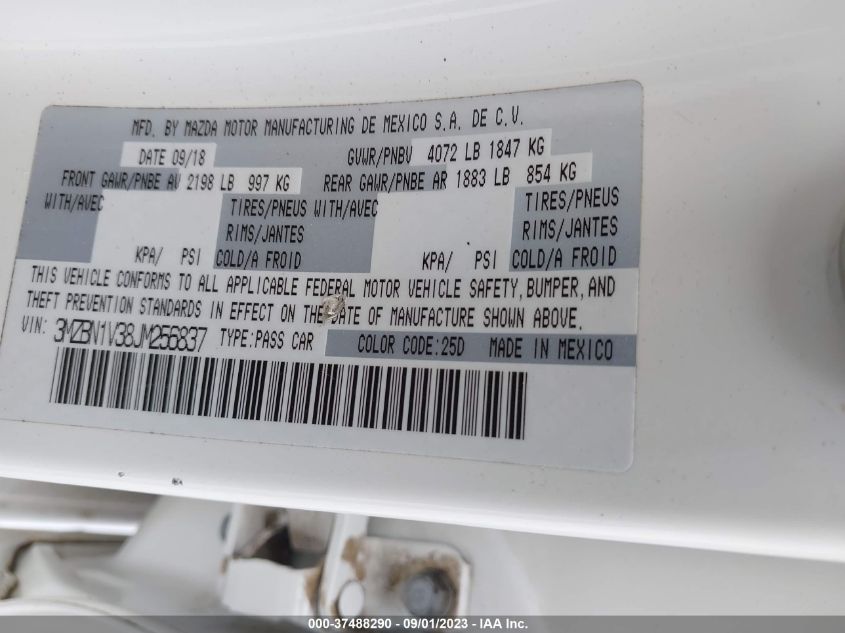 MFD. BY MAZDA MOTOR MANUFACTURING DE MEXICO S.A. DE C.V.
DATE 09/18 GVWR/PNBV 4072 LB 1847 KG
FRONT GAWR/PNBE AV 2198 LB 997 KG REAR GAWR/PNBE AR 1883 LB 854 KG
WITH/AVEC TIRES/PNEUS WITH/AVEC TIRES/PNEUS
RIMS/JANTES RIMS/JANTES
KPA/ PSI COLD/A FROID KPA/ PSI COLD/A FROID
THIS VEHICLE CONFORMS TO ALL APPLICABLE FEDERAL MOTOR VEHICLE SAFETY, BUMPER, AND
THEFT PREVENTION STANDARDS IN EFFECT ON THE DATE OF MANUFACTURE SHOWN ABOVE.
VIN: 3MZBN1V38JM256837 TYPE:PASS CAR COLOR CODE:25D MADE IN MEXICO
000-37488290 - 09/01/2023 - IAA Inc.